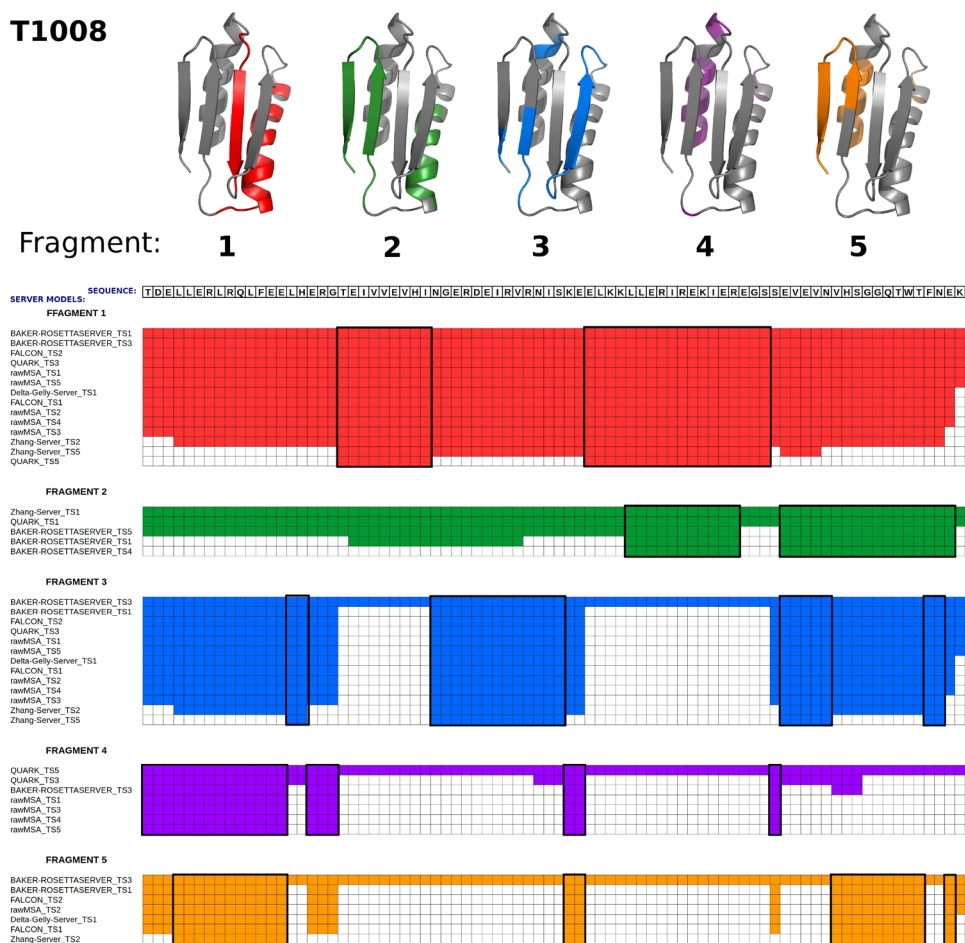 T1008
Fragment: 1 2 3 4 5
SEQUENCE: TDELLERLRQLFEELHERGTEIVVEVHINGERDEIRVRNISKEELKKLLERIREKIEREGSSEVEVNVHSGGQTWTFNEK
SERVER MODELS:
FFAGMENT 1
BAKER-ROSETTASERVER_TS1
BAKER-ROSETTASERVER_TS3
FALCON_TS2
QUARK_TS3
rawMSA_TS1
rawMSA_TS5
Delta-Gelly-Server_TS1
FALCON_TS1
rawMSA_TS2
rawMSA_TS4
rawMSA_TS3
Zhang-Server_TS2
Zhang-Server_TS5
QUARK_TS5
FRAGMENT 2
Zhang-Server_TS1
QUARK_TS1
BAKER-ROSETTASERVER_TS5
BAKER-ROSETTASERVER_TS1
BAKER-ROSETTASERVER_TS4
FRAGMENT 3
BAKER-ROSETTASERVER_TS3
BAKER-ROSETTASERVER_TS1
FALCON_TS2
QUARK_TS3
rawMSA_TS1
rawMSA_TS5
Delta-Gelly-Server_TS1
FALCON_TS1
rawMSA_TS2
rawMSA_TS4
rawMSA_TS3
Zhang-Server_TS2
Zhang-Server_TS5
FRAGMENT 4
QUARK_TS5
QUARK_TS3
BAKER-ROSETTASERVER_TS3
rawMSA_TS1
rawMSA_TS3
rawMSA_TS4
rawMSA_TS5
FRAGMENT 5
BAKER-ROSETTASERVER_TS3
BAKER-ROSETTASERVER_TS1
FALCON_TS2
rawMSA_TS2
Delta-Gelly-Server_TS1
FALCON_TS1
Zhang-Server_TS2